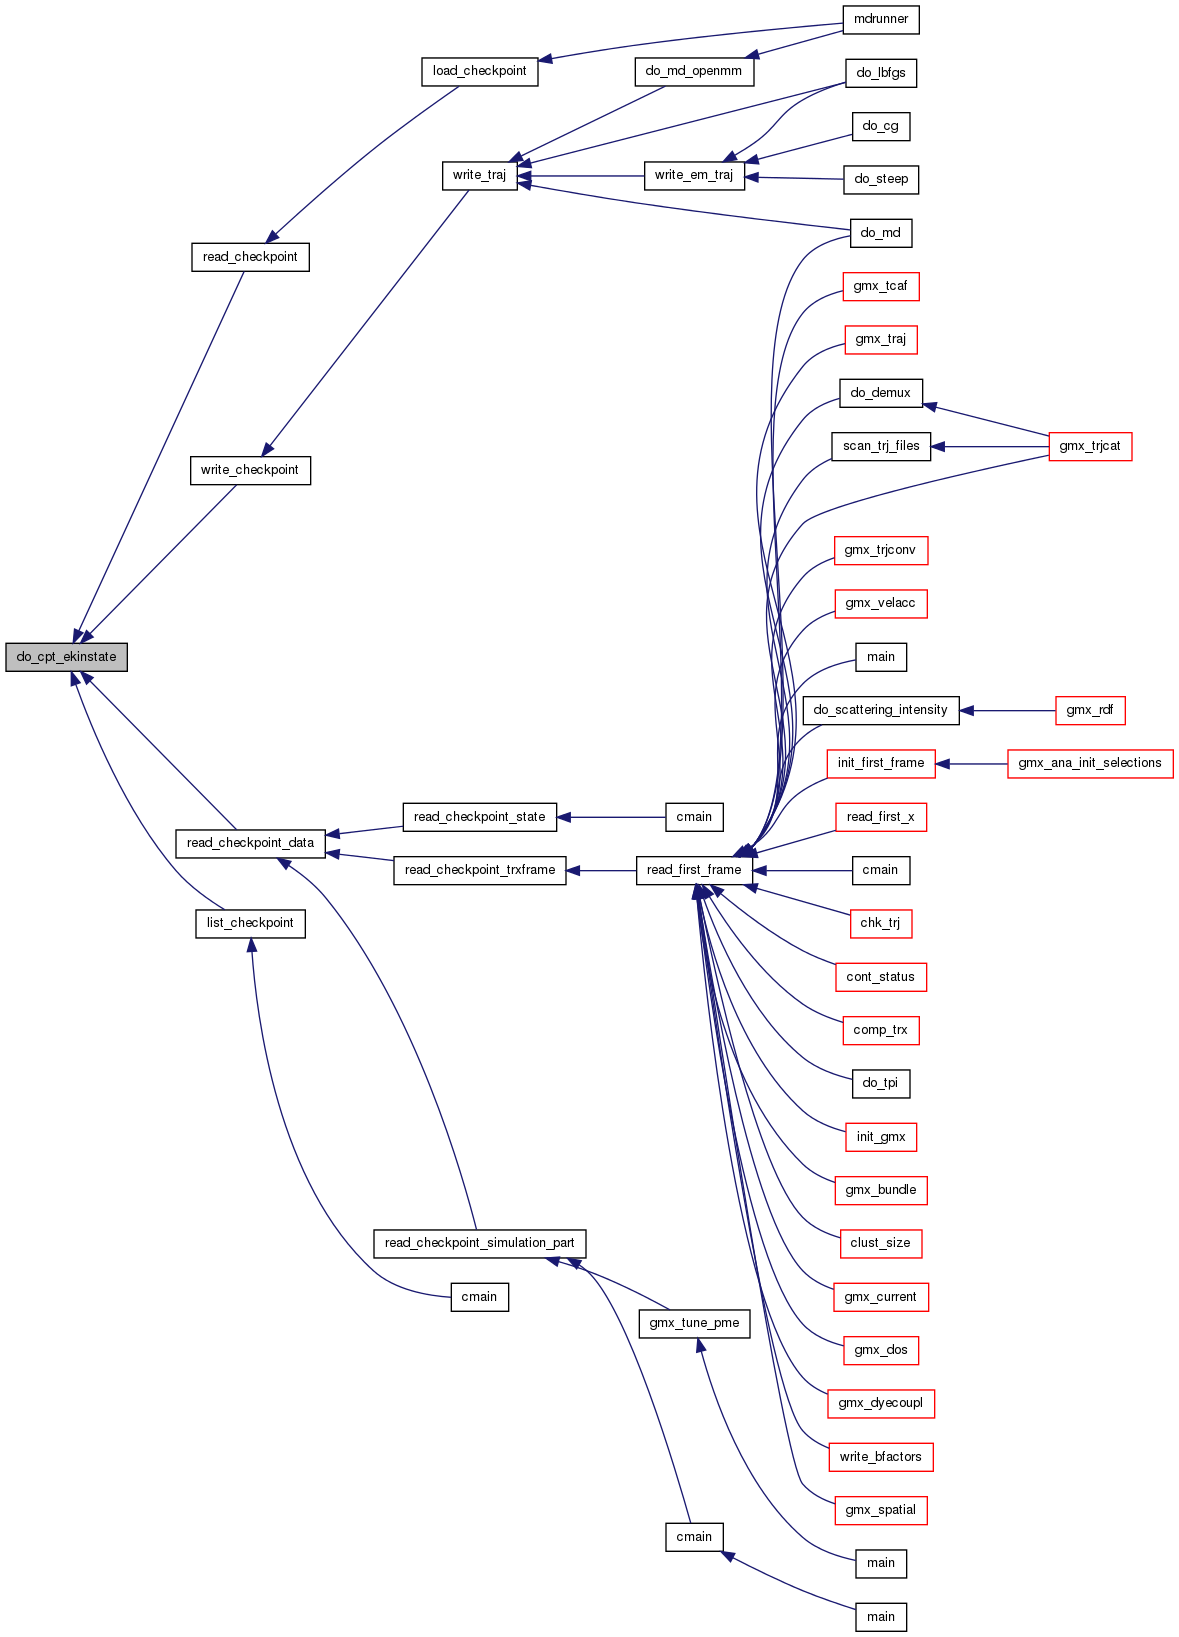 mdrunner
load_checkpoint
do_md_openmm
do_lbfgs
do_cg
write_traj
write_em_traj
do_steep
do_md
read_checkpoint
gmx_tcaf
gmx_traj
do_demux
scan_trj_files
gmx_trjcat
write_checkpoint
gmx_trjconv
gmx_velacc
do_cpt_ekinstate
main
do_scattering_intensity
gmx_rdf
init_first_frame
gmx_ana_init_selections
read_checkpoint_state
cmain
read_first_x
read_checkpoint_data
read_checkpoint_trxframe
read_first_frame
cmain
list_checkpoint
chk_trj
cont_status
comp_trx
do_tpi
init_gmx
gmx_bundle
read_checkpoint_simulation_part
clust_size
cmain
gmx_current
gmx_tune_pme
gmx_dos
gmx_dyecoupl
write_bfactors
gmx_spatial
cmain
main
main